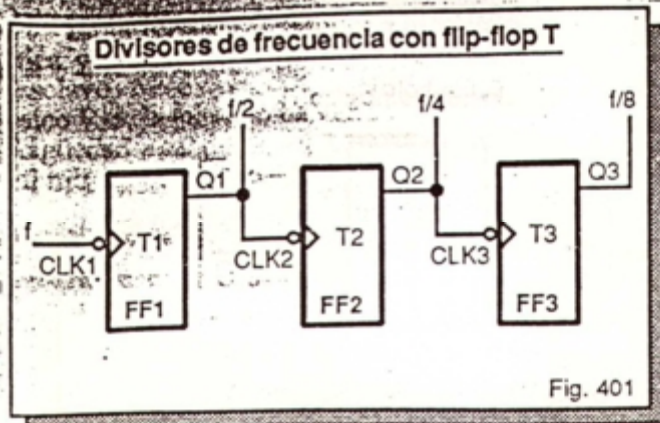 Divisores de frecuencia con flip-flop T
f/2
f/4
f/8
Q1
Q2
Q3
f
T1
T2
T3
CLK1
CLK2
CLK3
FF1
FF2
FF3
Fig. 401